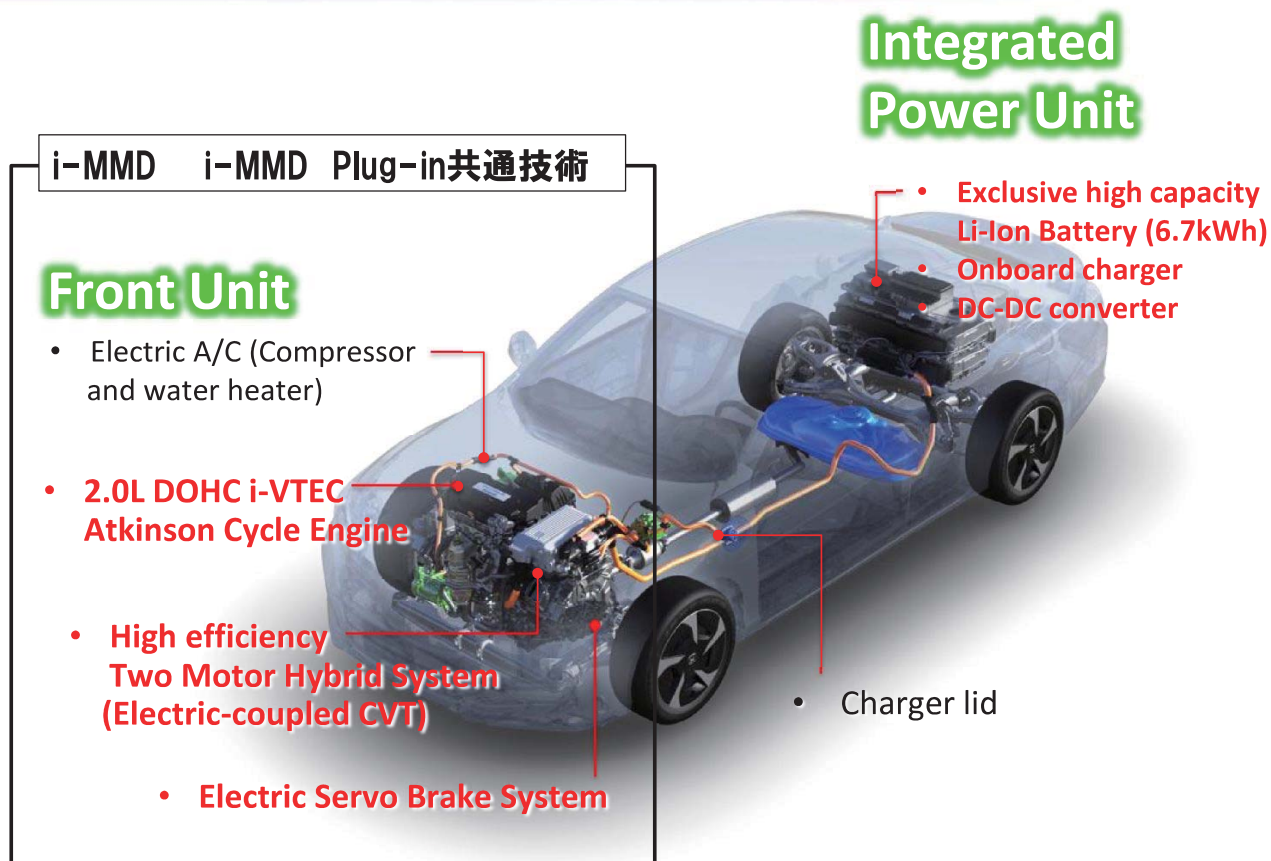 Integrated
Power Unit
i-MMD i-MMD Plug-in共通技術
• Exclusive high capacity
Li-Ion Battery (6.7kWh)
• Onboard charger
• DC-DC converter
Front Unit
• Electric A/C (Compressor
and water heater)
• 2.0L DOHC i-VTEC
Atkinson Cycle Engine
• High efficiency
Two Motor Hybrid System
(Electric-coupled CVT)
• Charger lid
• Electric Servo Brake System